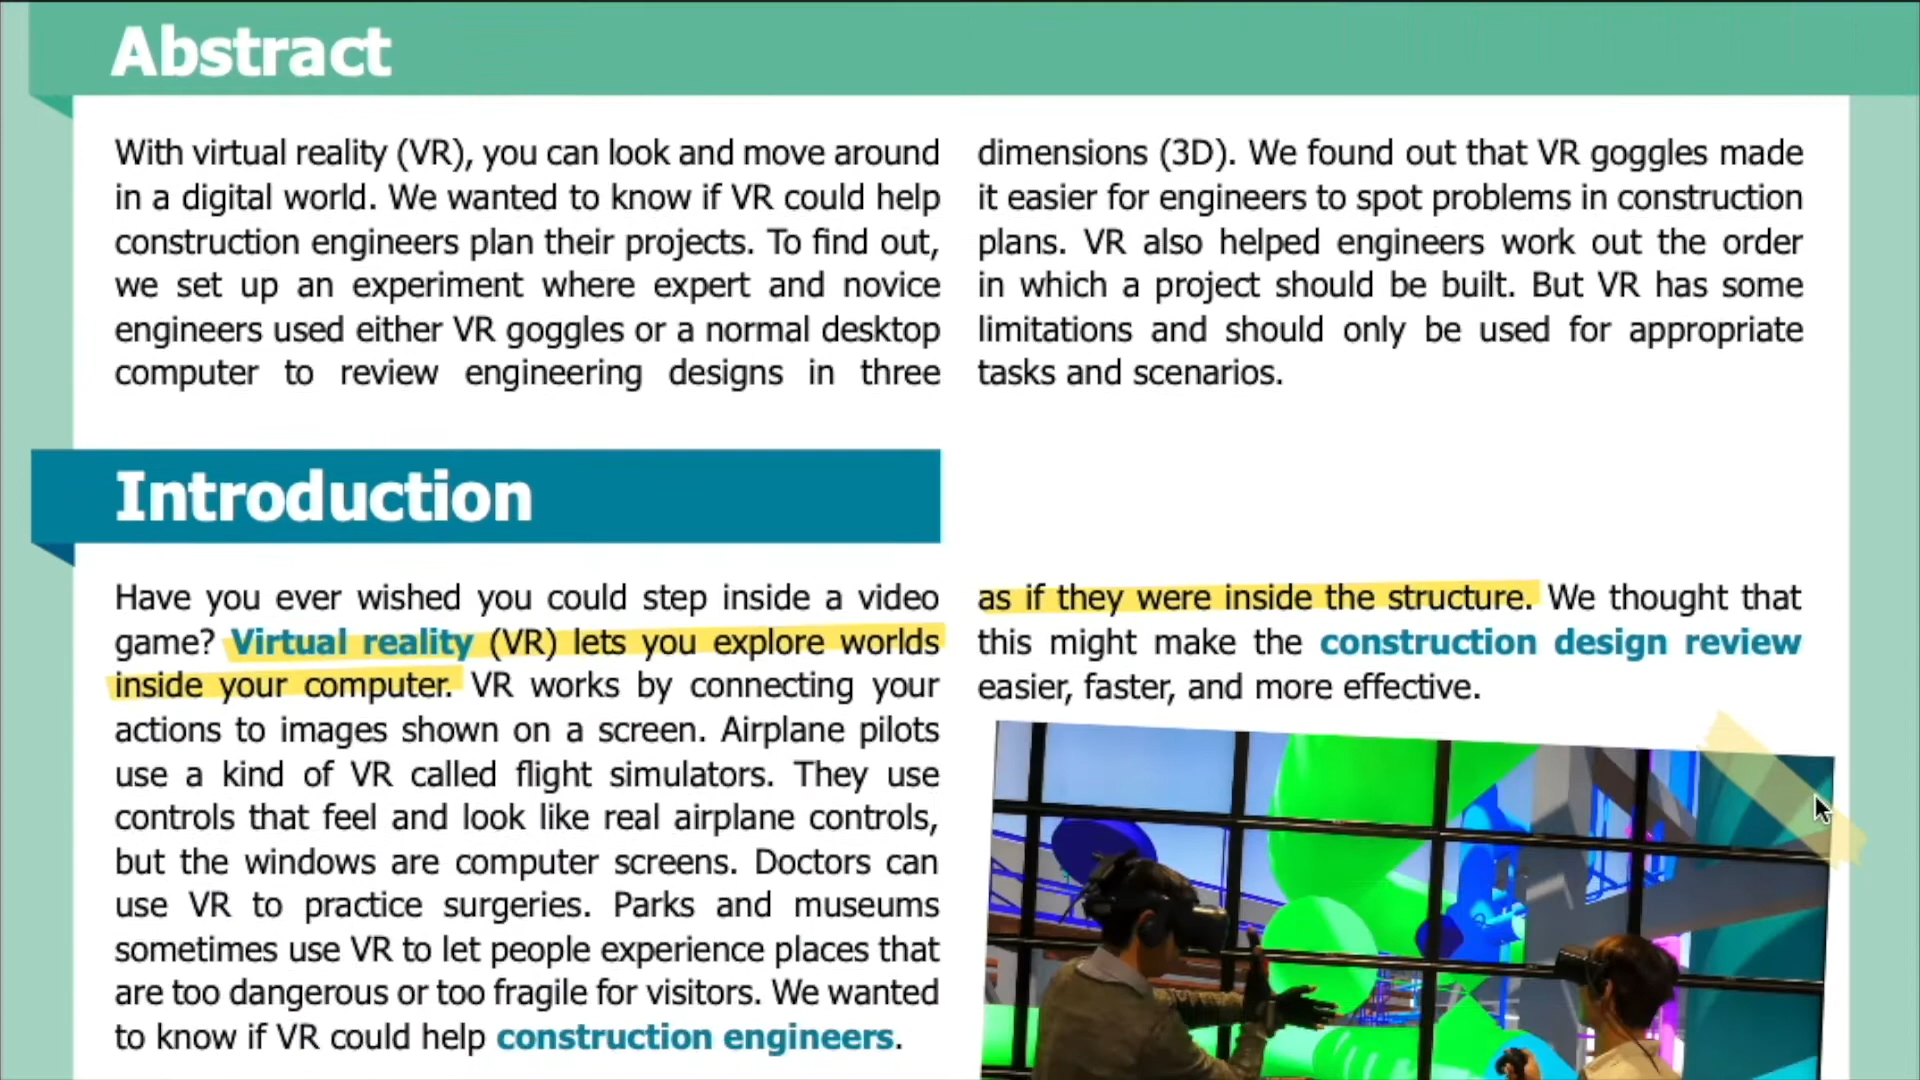 Abstract
With virtual reality (VR), you can look and move around
in a digital world. We wanted to know if VR could help
construction engineers plan their projects. To find out,
we set up an experiment where expert and novice
engineers used either VR goggles or a normal desktop
computer to review engineering designs in three
dimensions (3D). We found out that VR goggles made
it easier for engineers to spot problems in construction
plans. VR also helped engineers work out the order
in which a project should be built. But VR has some
limitations and should only be used for appropriate
tasks and scenarios.
Introduction
Have you ever wished you could step inside a video
game? Virtual reality (VR) lets you explore worlds
inside your computer. VR works by connecting your
actions to images shown on a screen. Airplane pilots
use a kind of VR called flight simulators. They use
controls that feel and look like real airplane controls,
but the windows are computer screens. Doctors can
use VR to practice surgeries. Parks and museums
sometimes use VR to let people experience places that
are too dangerous or too fragile for visitors. We wanted
to know if VR could help construction engineers.
as if they were inside the structure. We thought that
this might make the construction design review
easier, faster, and more effective.